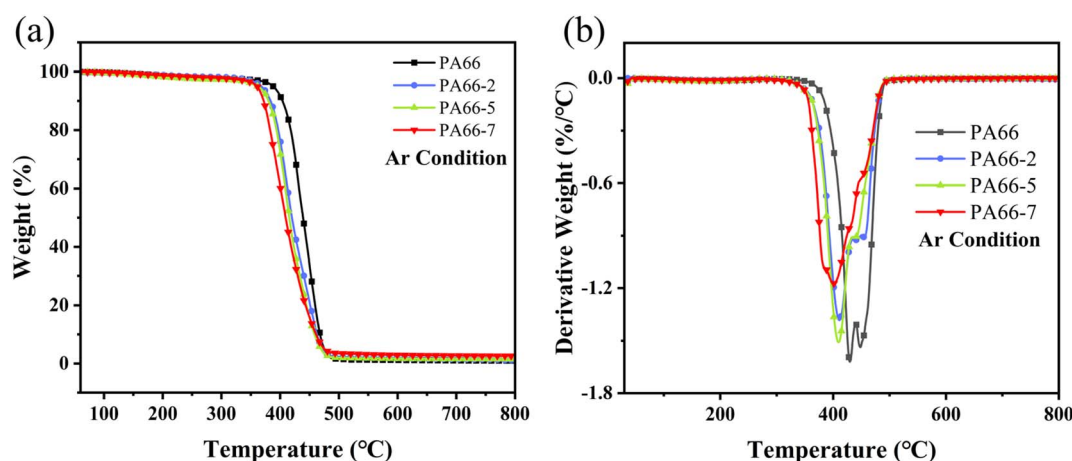 (a)
100
80
60
40
20
0
Weight (%)
PA66
PA66-2
PA66-5
PA66-7
Ar Condition
100 200 300 400 500 600 700 800
Temperature (℃)
(b)
0.0
-0.6
-1.2
-1.8
Derivative Weight (%/℃)
PA66
PA66-2
PA66-5
PA66-7
Ar Condition
200 400 600 800
Temperature (℃)